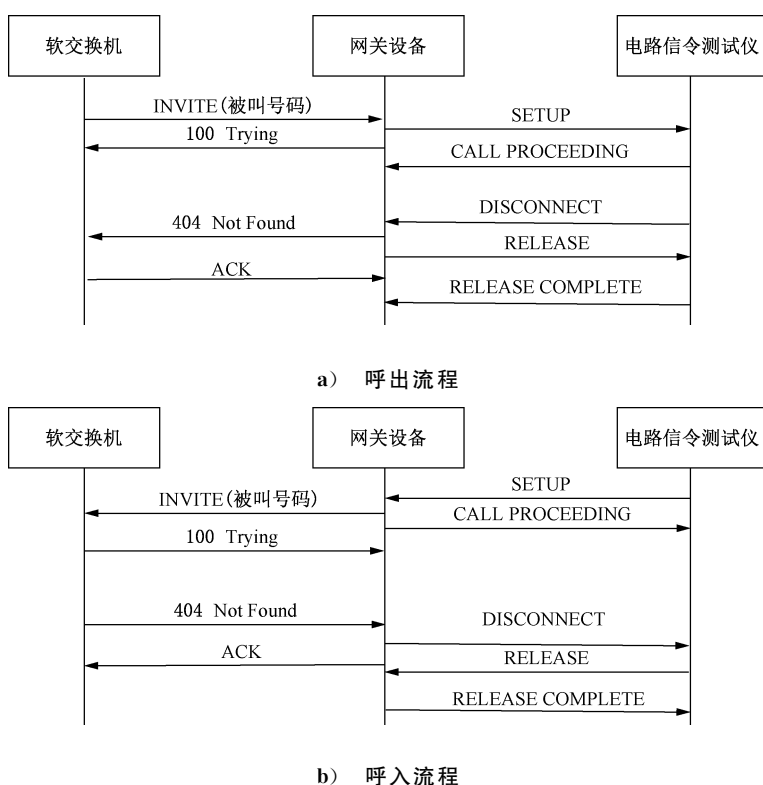 软交换机
网关设备
电路信令测试仪
INVITE(被叫号码)
SETUP
100 Trying
CALL PROCEEDING
DISCONNECT
404 Not Found
RELEASE
ACK
RELEASE COMPLETE
a) 呼出流程
软交换机
网关设备
电路信令测试仪
SETUP
INVITE(被叫号码)
CALL PROCEEDING
100 Trying
404 Not Found
DISCONNECT
ACK
RELEASE
RELEASE COMPLETE
b) 呼入流程